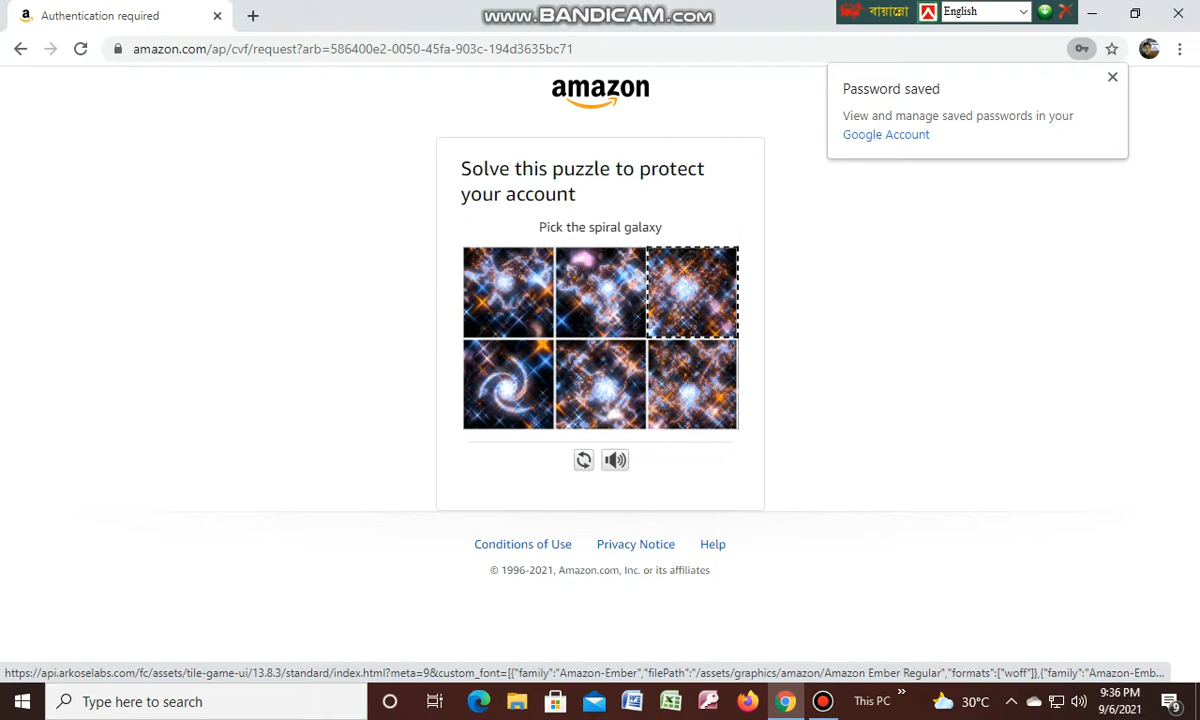 Authentication required
www.BANDICAM.com
বায়ান্নো
English
amazon.com/ap/cvf/request?arb=586400e2-0050-45fa-903c-194d3635bc71
Password saved
View and manage saved passwords in your
Google Account
amazon
Solve this puzzle to protect
your account
Pick the spiral galaxy
Conditions of Use
Privacy Notice
Help
© 1996-2021, Amazon.com, Inc. or its affiliates
https://api.arkoselabs.com/fc/assets/tile-game-ui/13.8.3/standard/index.html?meta=9&custom_font=[{"family":"Amazon-Ember","filePath":"/assets/graphics/amazon/Amazon Ember Regular","formats":["woff"]},{"family":"Amazon-Emb...
Type here to search
This PC
30°C
9:36 PM
9/6/2021
9